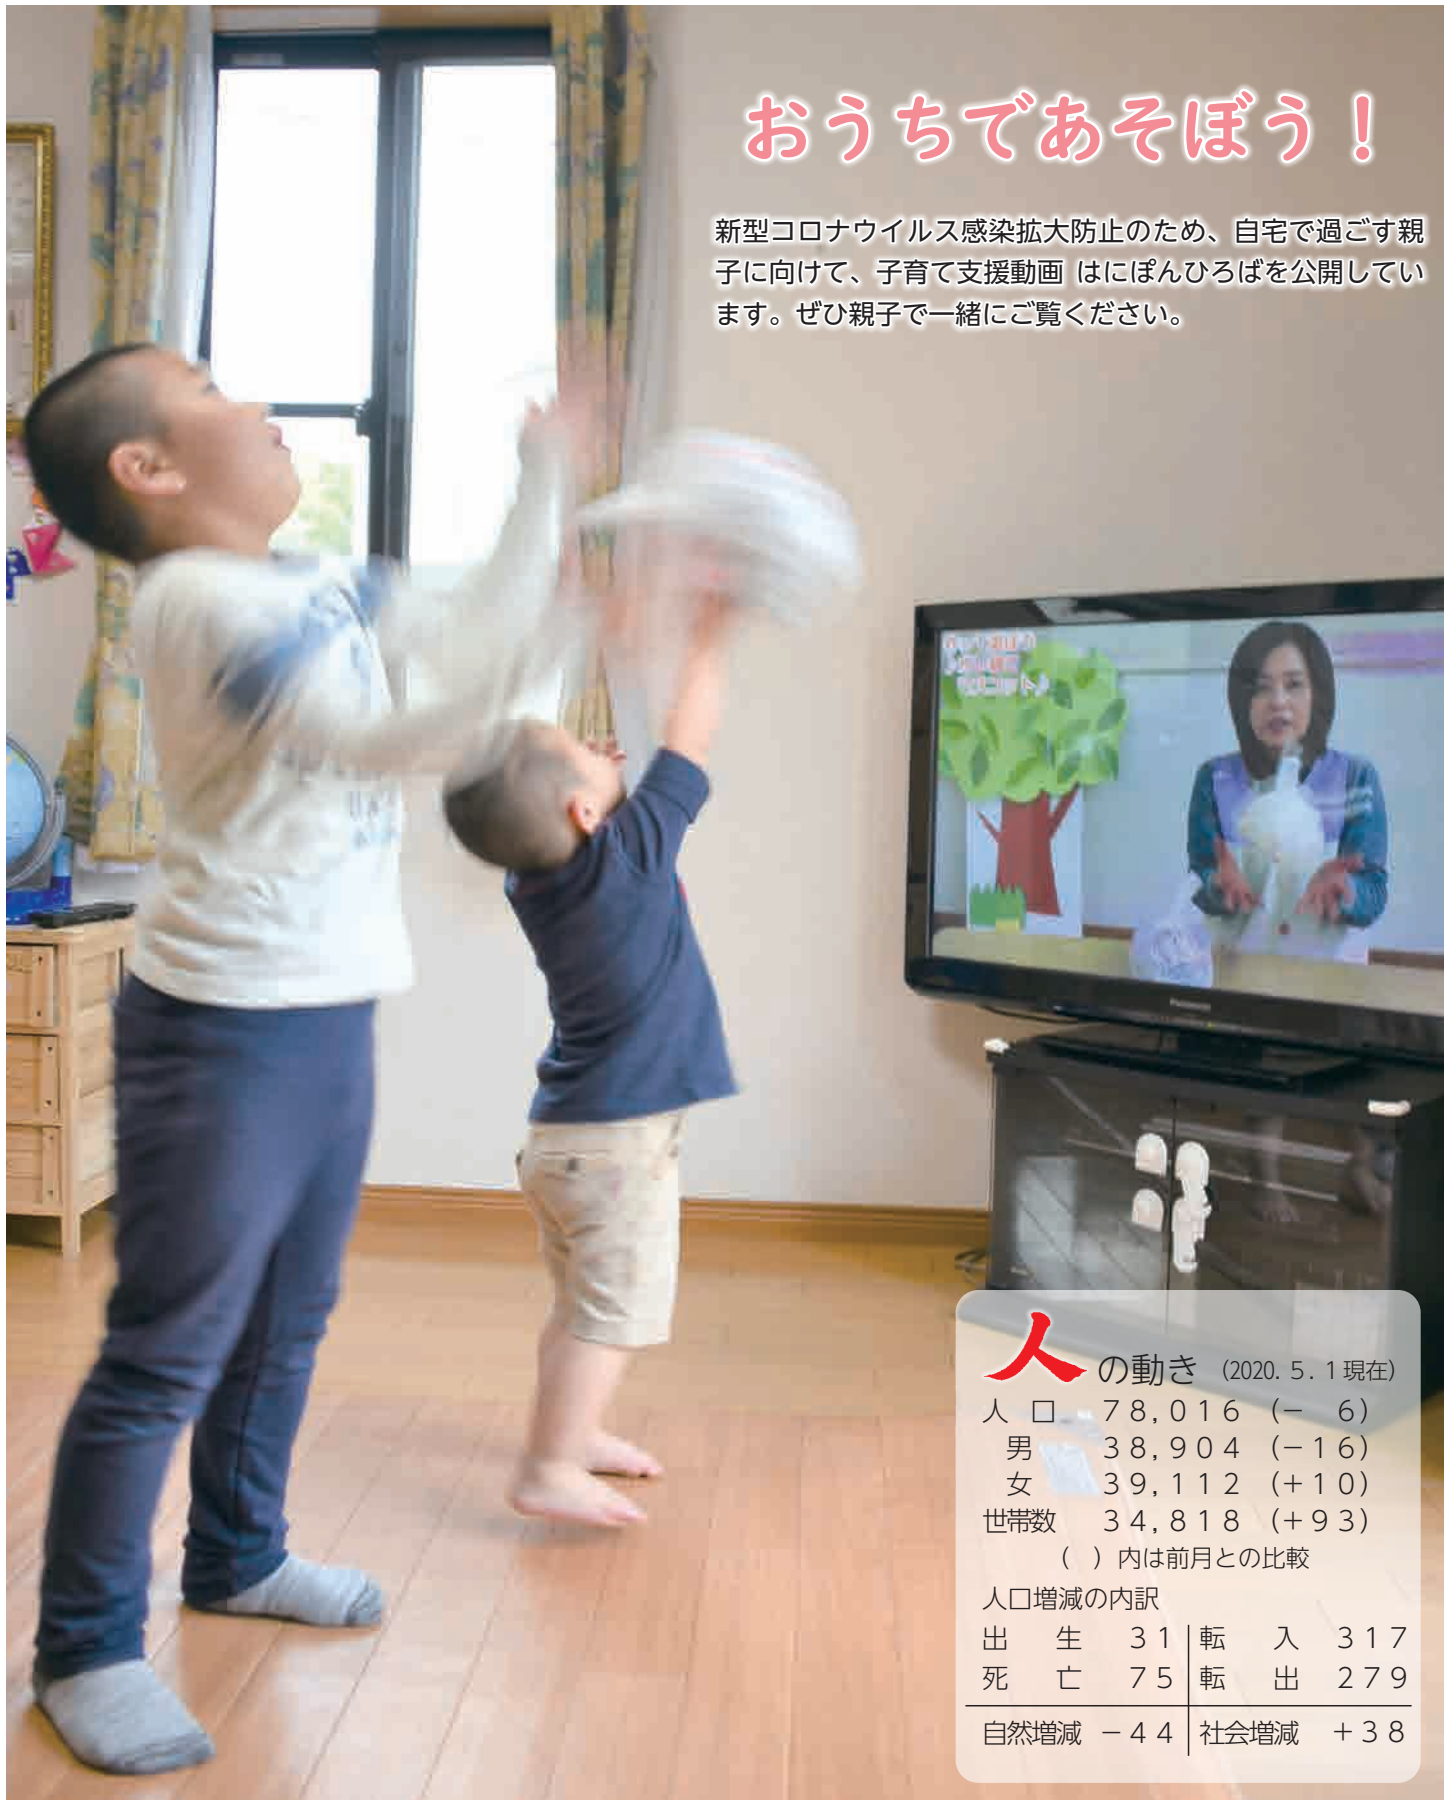 おうちであそぼう！
新型コロナウイルス感染拡大防止のため、自宅で過ごす親
子に向けて、子育て支援動画 はにぽんひろばを公開してい
ます。ぜひ親子で一緒にご覧ください。
Panasonic
人の動き （2020. 5. 1 現在）
人 口 78,016 （－ 6）
男 38,904 （－16）
女 39,112 （＋10）
世帯数 34,818 （＋93）
（ ）内は前月との比較
人口増減の内訳
出 生 31 転 入 317
死 亡 75 転 出 279
自然増減 －44 社会増減 ＋38